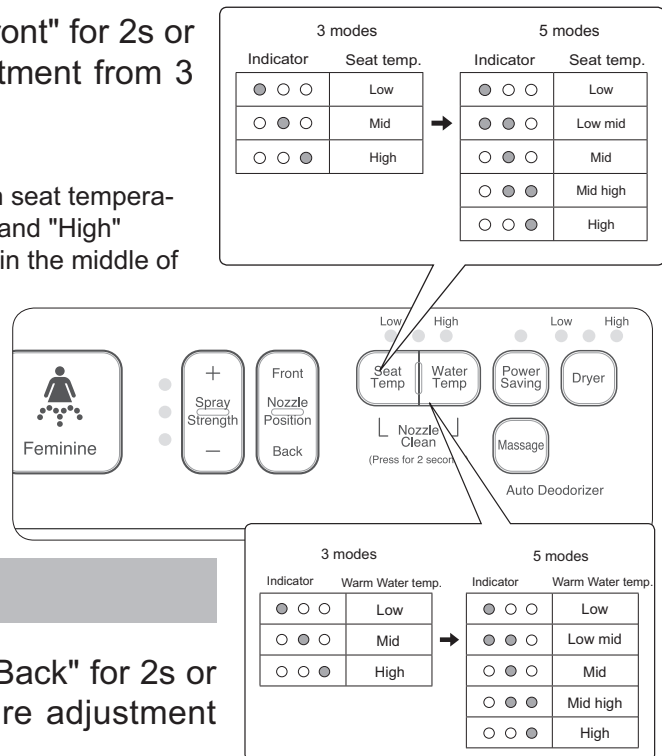 ront" for 2s or
tment from 3
n seat tempera-
and "High"
in the middle of
3 modes
5 modes
Indicator Seat temp.
Low
Mid
High
Indicator Seat temp.
Low
Low mid
Mid
Mid high
High
Low High
Low High
Feminine
+
Spray
Strength
—
Front
Nozzle
Position
Back
Seat
Temp
Water
Temp
Power
Saving
Dryer
Nozzle
Clean
(Press for 2 secon
Massage
Auto Deodorizer
3 modes
5 modes
Indicator Warm Water temp.
Low
Mid
High
Indicator Warm Water temp.
Low
Low mid
Mid
Mid high
High
Back" for 2s or
re adjustment